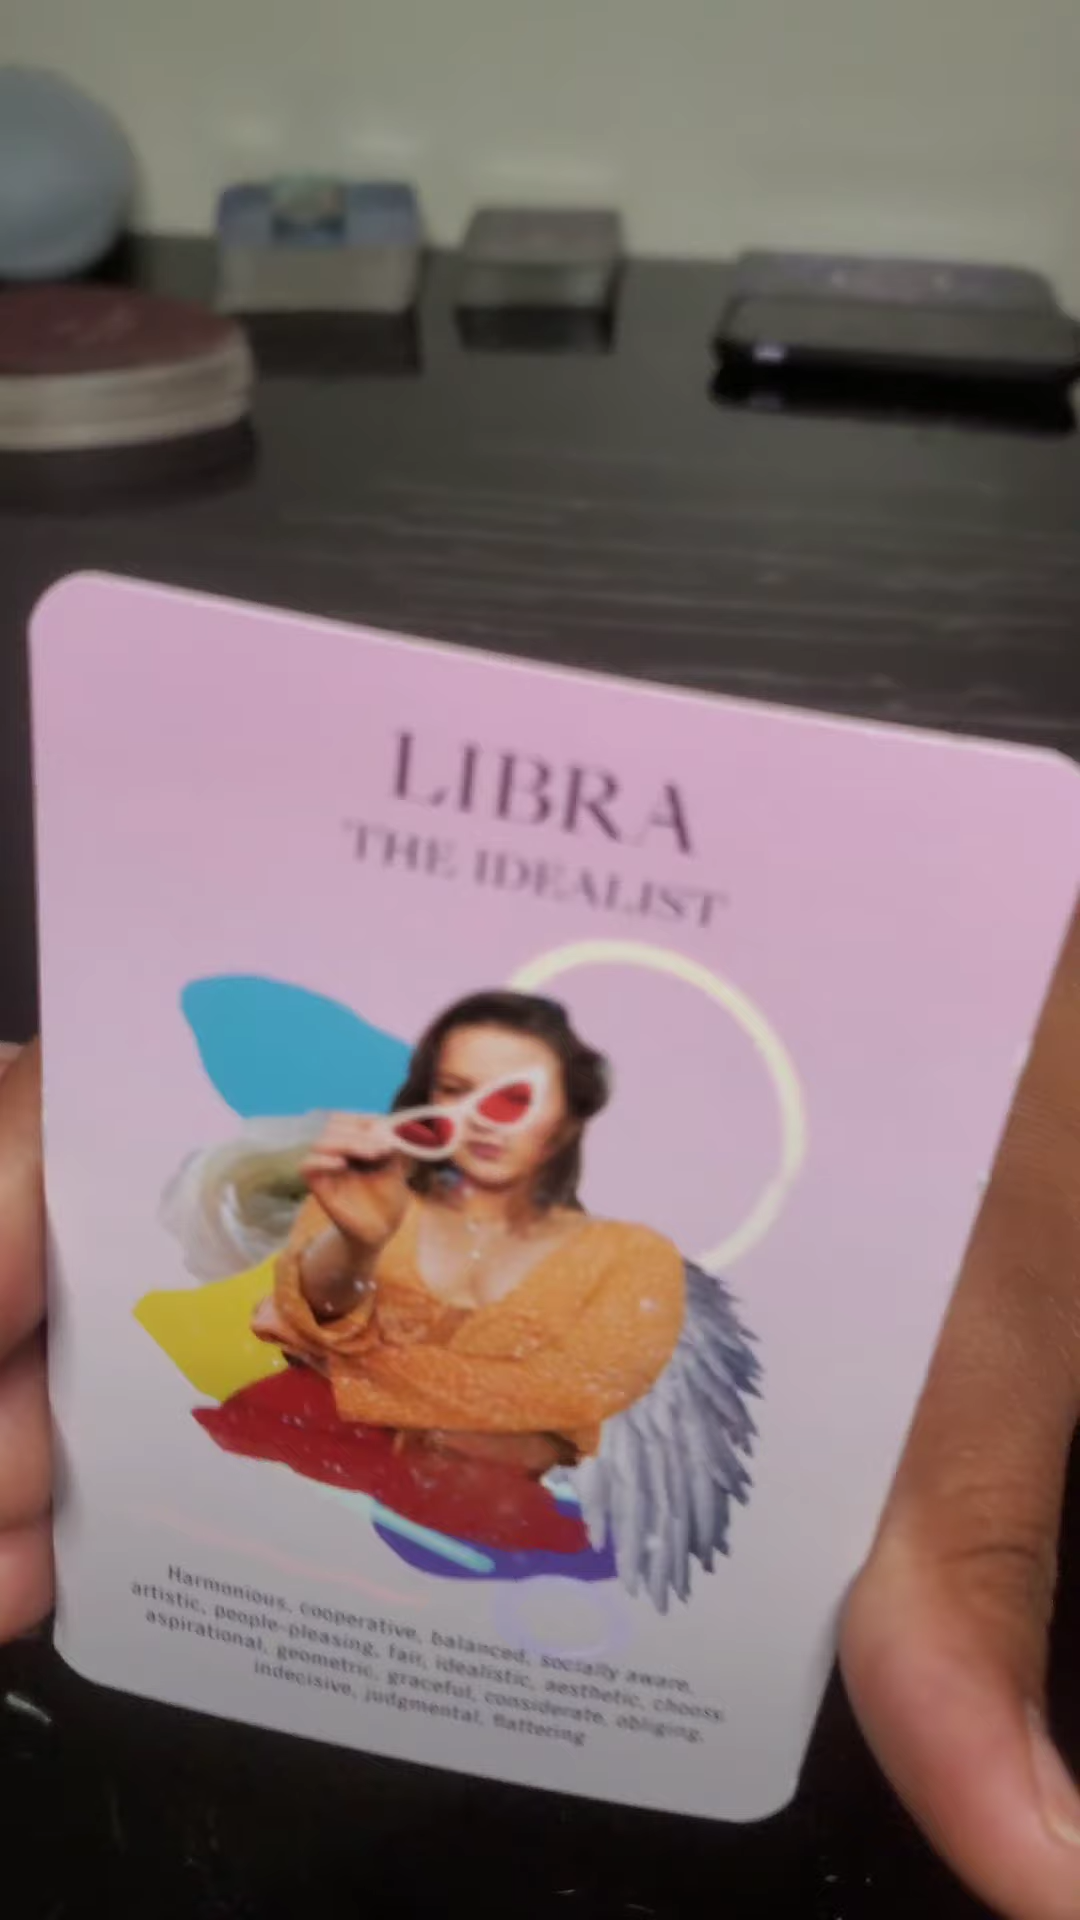 LIBRA
THE IDEALIST
Harmonious, cooperative, balanced, socially aware,
artistic, people-pleasing, fair, idealistic, aesthetic, choosy
aspirational, geometric, graceful, considerate, obliging,
indecisive, judgmental, flattering